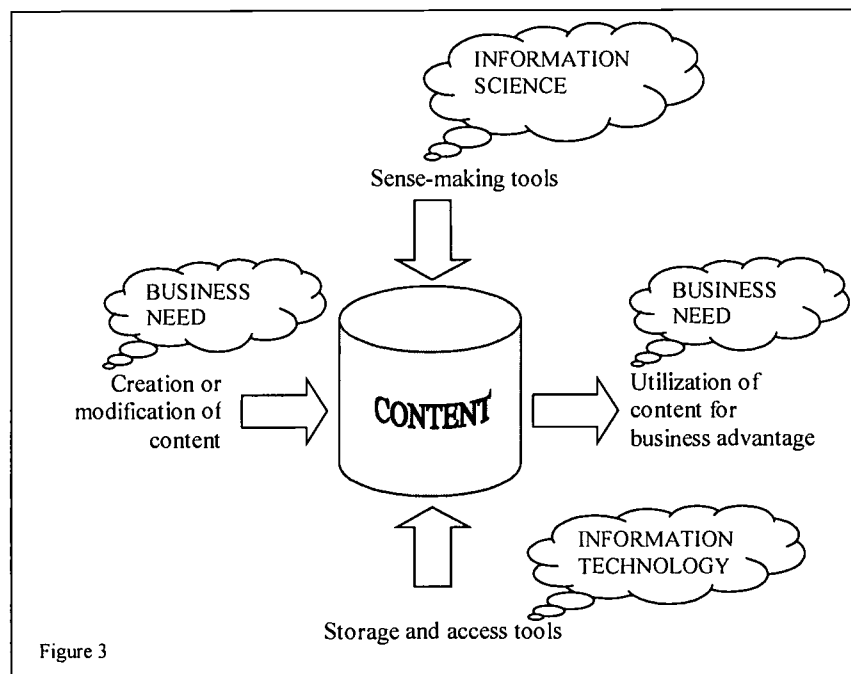 INFORMATION
SCIENCE
Sense-making tools
BUSINESS
NEED
Creation or
modification of
content
CONTENT
BUSINESS
NEED
Utilization of
content for
business advantage
INFORMATION
TECHNOLOGY
Storage and access tools
Figure 3